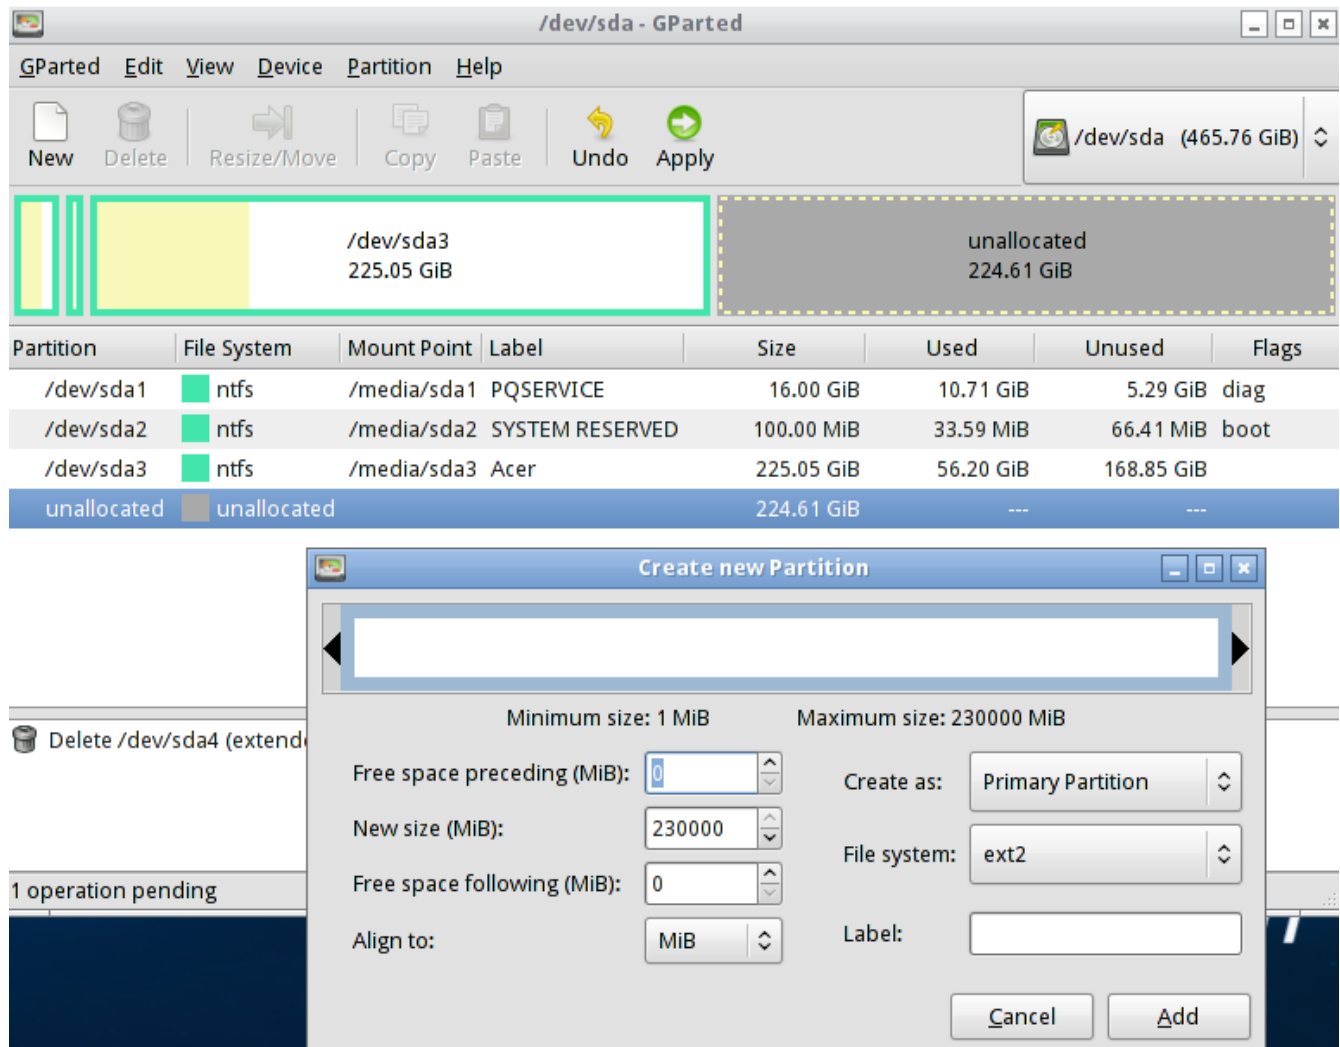 /dev/sda - GParted
GParted Edit View Device Partition Help
New Delete Resize/Move Copy Paste Undo Apply /dev/sda (465.76 GiB)
/dev/sda3 unallocated
225.05 GiB 224.61 GiB
Partition File System Mount Point Label Size Used Unused Flags
/dev/sda1 ntfs /media/sda1 PQSERVICE 16.00 GiB 10.71 GiB 5.29 GiB diag
/dev/sda2 ntfs /media/sda2 SYSTEM RESERVED 100.00 MiB 33.59 MiB 66.41 MiB boot
/dev/sda3 ntfs /media/sda3 Acer 225.05 GiB 56.20 GiB 168.85 GiB
unallocated unallocated 224.61 GiB --- ---
Create new Partition
Minimum size: 1 MiB Maximum size: 230000 MiB
Delete /dev/sda4 (extend
Free space preceding (MiB): 0 Create as: Primary Partition
New size (MiB): 230000 File system: ext2
Free space following (MiB): 0
1 operation pending
Align to: MiB Label:
Cancel Add